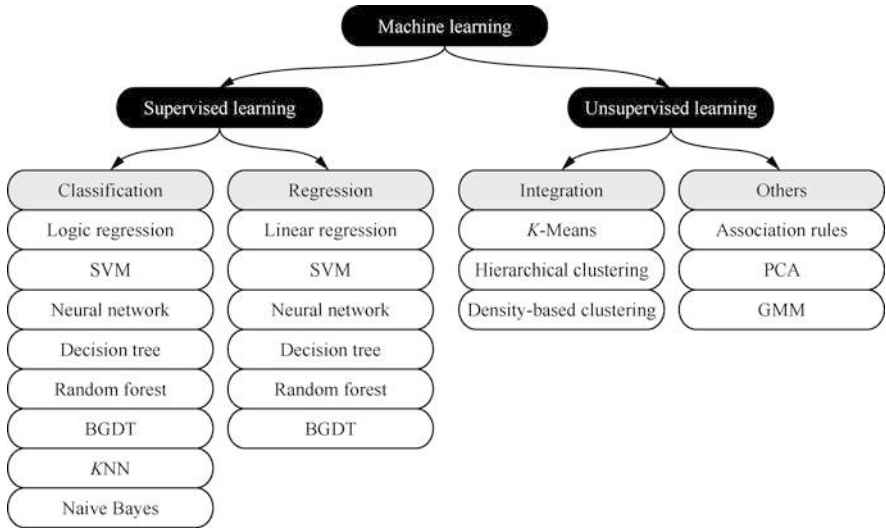 Machine learning
Supervised learning
Unsupervised learning
Classification
Logic regression
SVM
Neural network
Decision tree
Random forest
BGDT
KNN
Naive Bayes
Regression
Linear regression
SVM
Neural network
Decision tree
Random forest
BGDT
Integration
K-Means
Hierarchical clustering
Density-based clustering
Others
Association rules
PCA
GMM